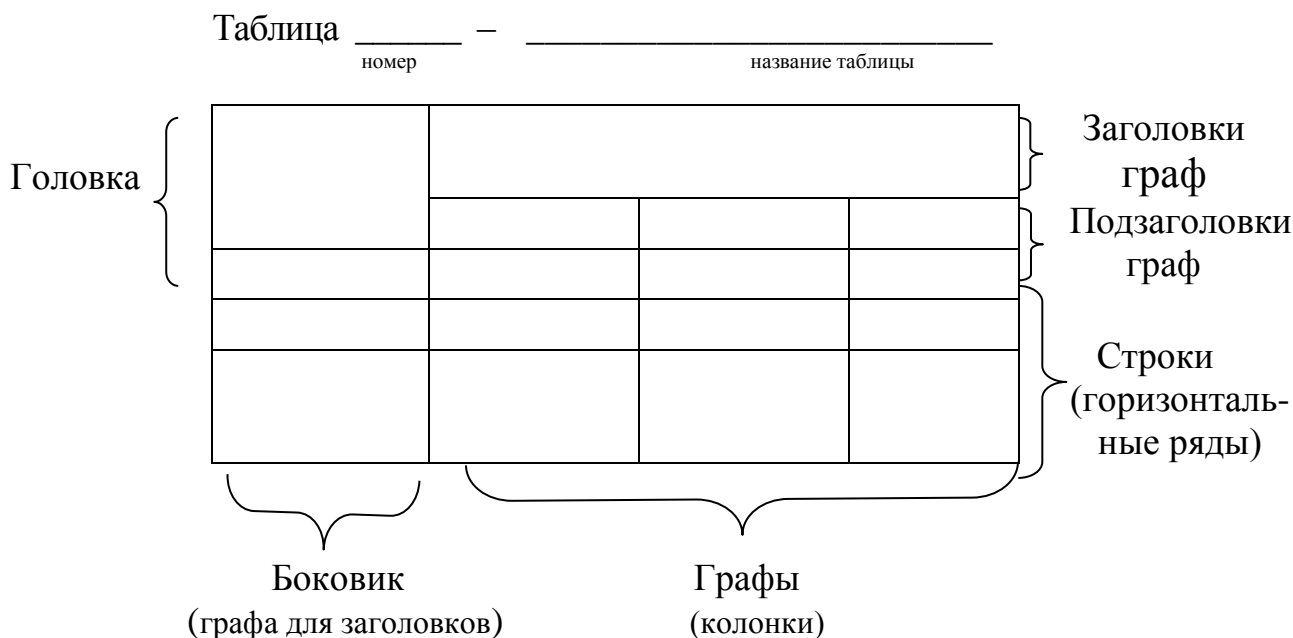 Таблица ______ – __________________________
номер название таблицы
Заголовки
граф
Головка
Подзаголовки
граф
Строки
(горизонталь-
ные ряды)
Боковик
(графа для заголовков)
Графы
(колонки)